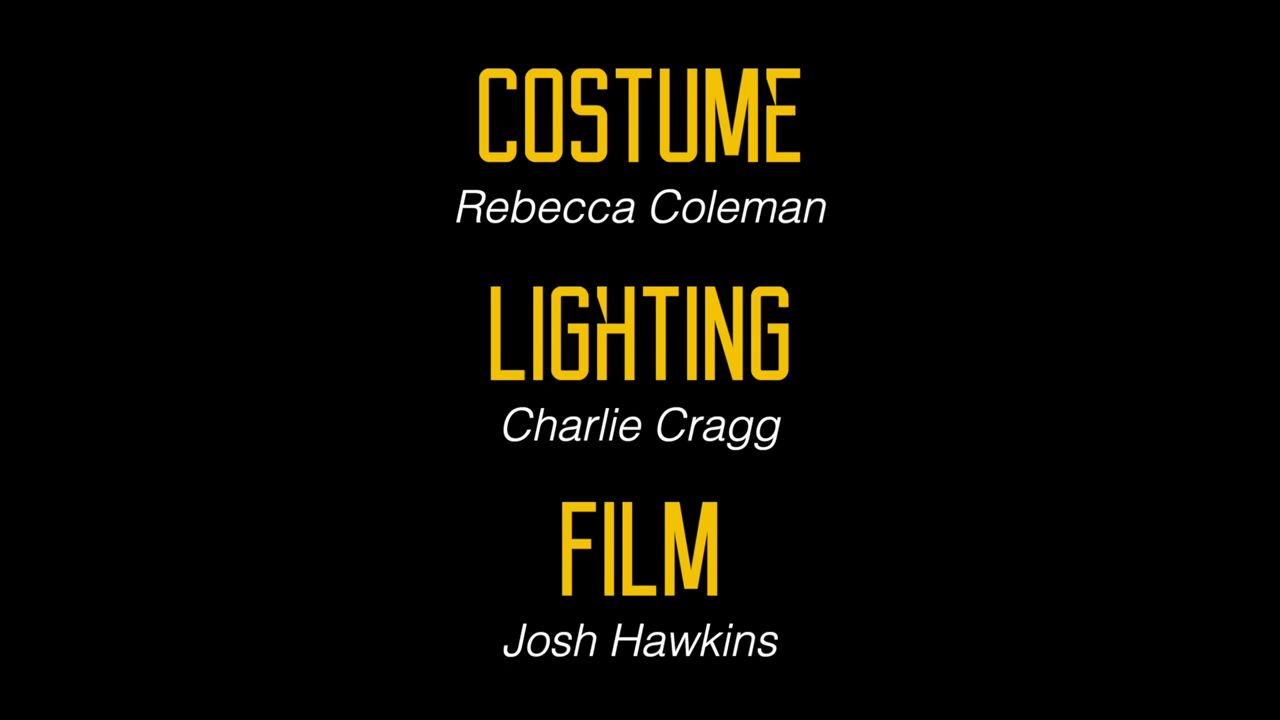 COSTUME
Rebecca Coleman
LIGHTING
Charlie Cragg
FILM
Josh Hawkins